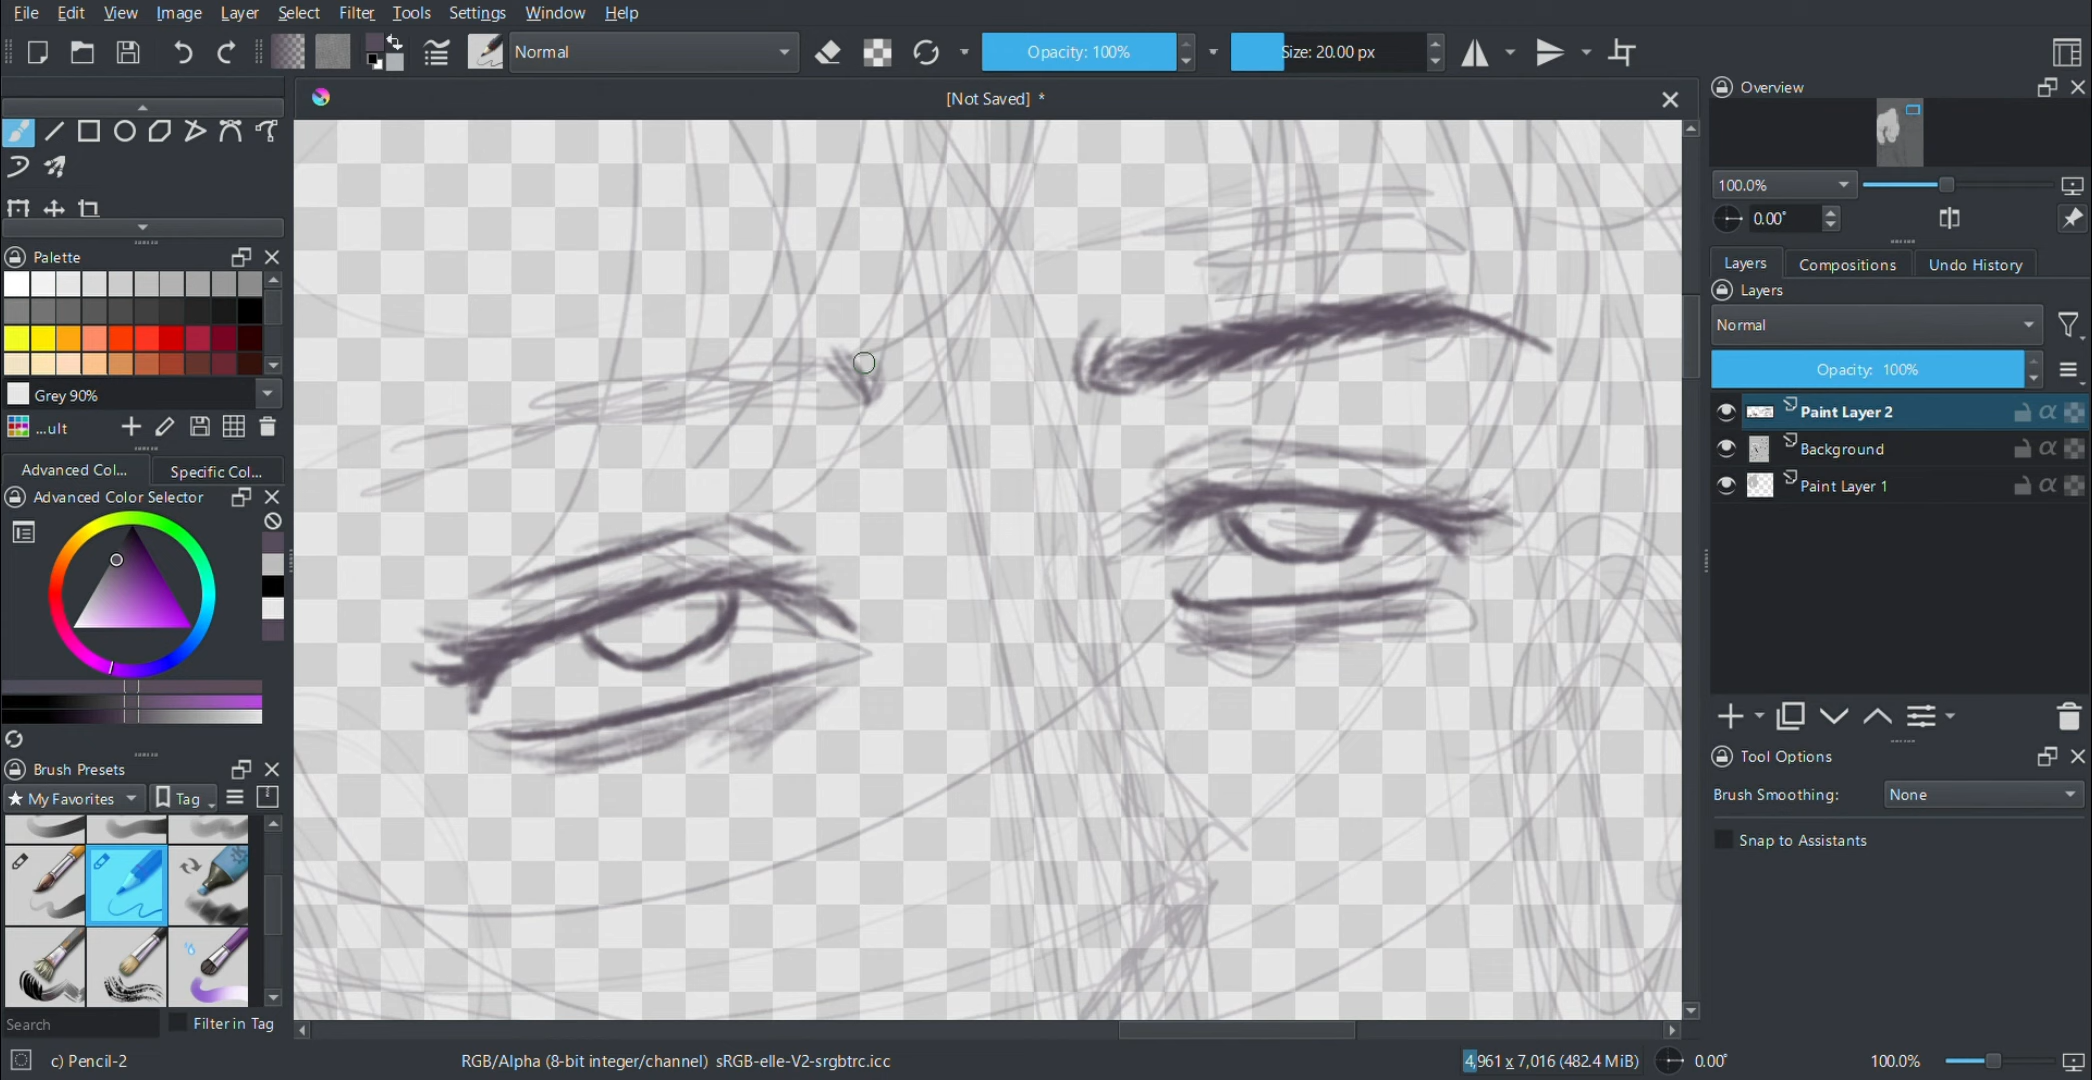 File Edit View Image Layer Select Filter Tools Settings Window Help
Normal
Opacity: 100%
Size: 20.00 px
[Not Saved] *
Overview
100.0%
0.00°
Palette
Grey 90%
...ult
Layers Compositions Undo History
Layers
Normal
Opacity: 100%
Paint Layer 2
Background
Paint Layer 1
Advanced Col... Specific Col...
Advanced Color Selector
Brush Presets
My Favorites Tag
Search Filter in Tag
Tool Options
Brush Smoothing: None
Snap to Assistants
c) Pencil-2
RGB/Alpha (8-bit integer/channel) sRGB-elle-V2-srgbtrc.icc
4,961 x 7,016 (482.4 MiB)
0.00°
100.0%